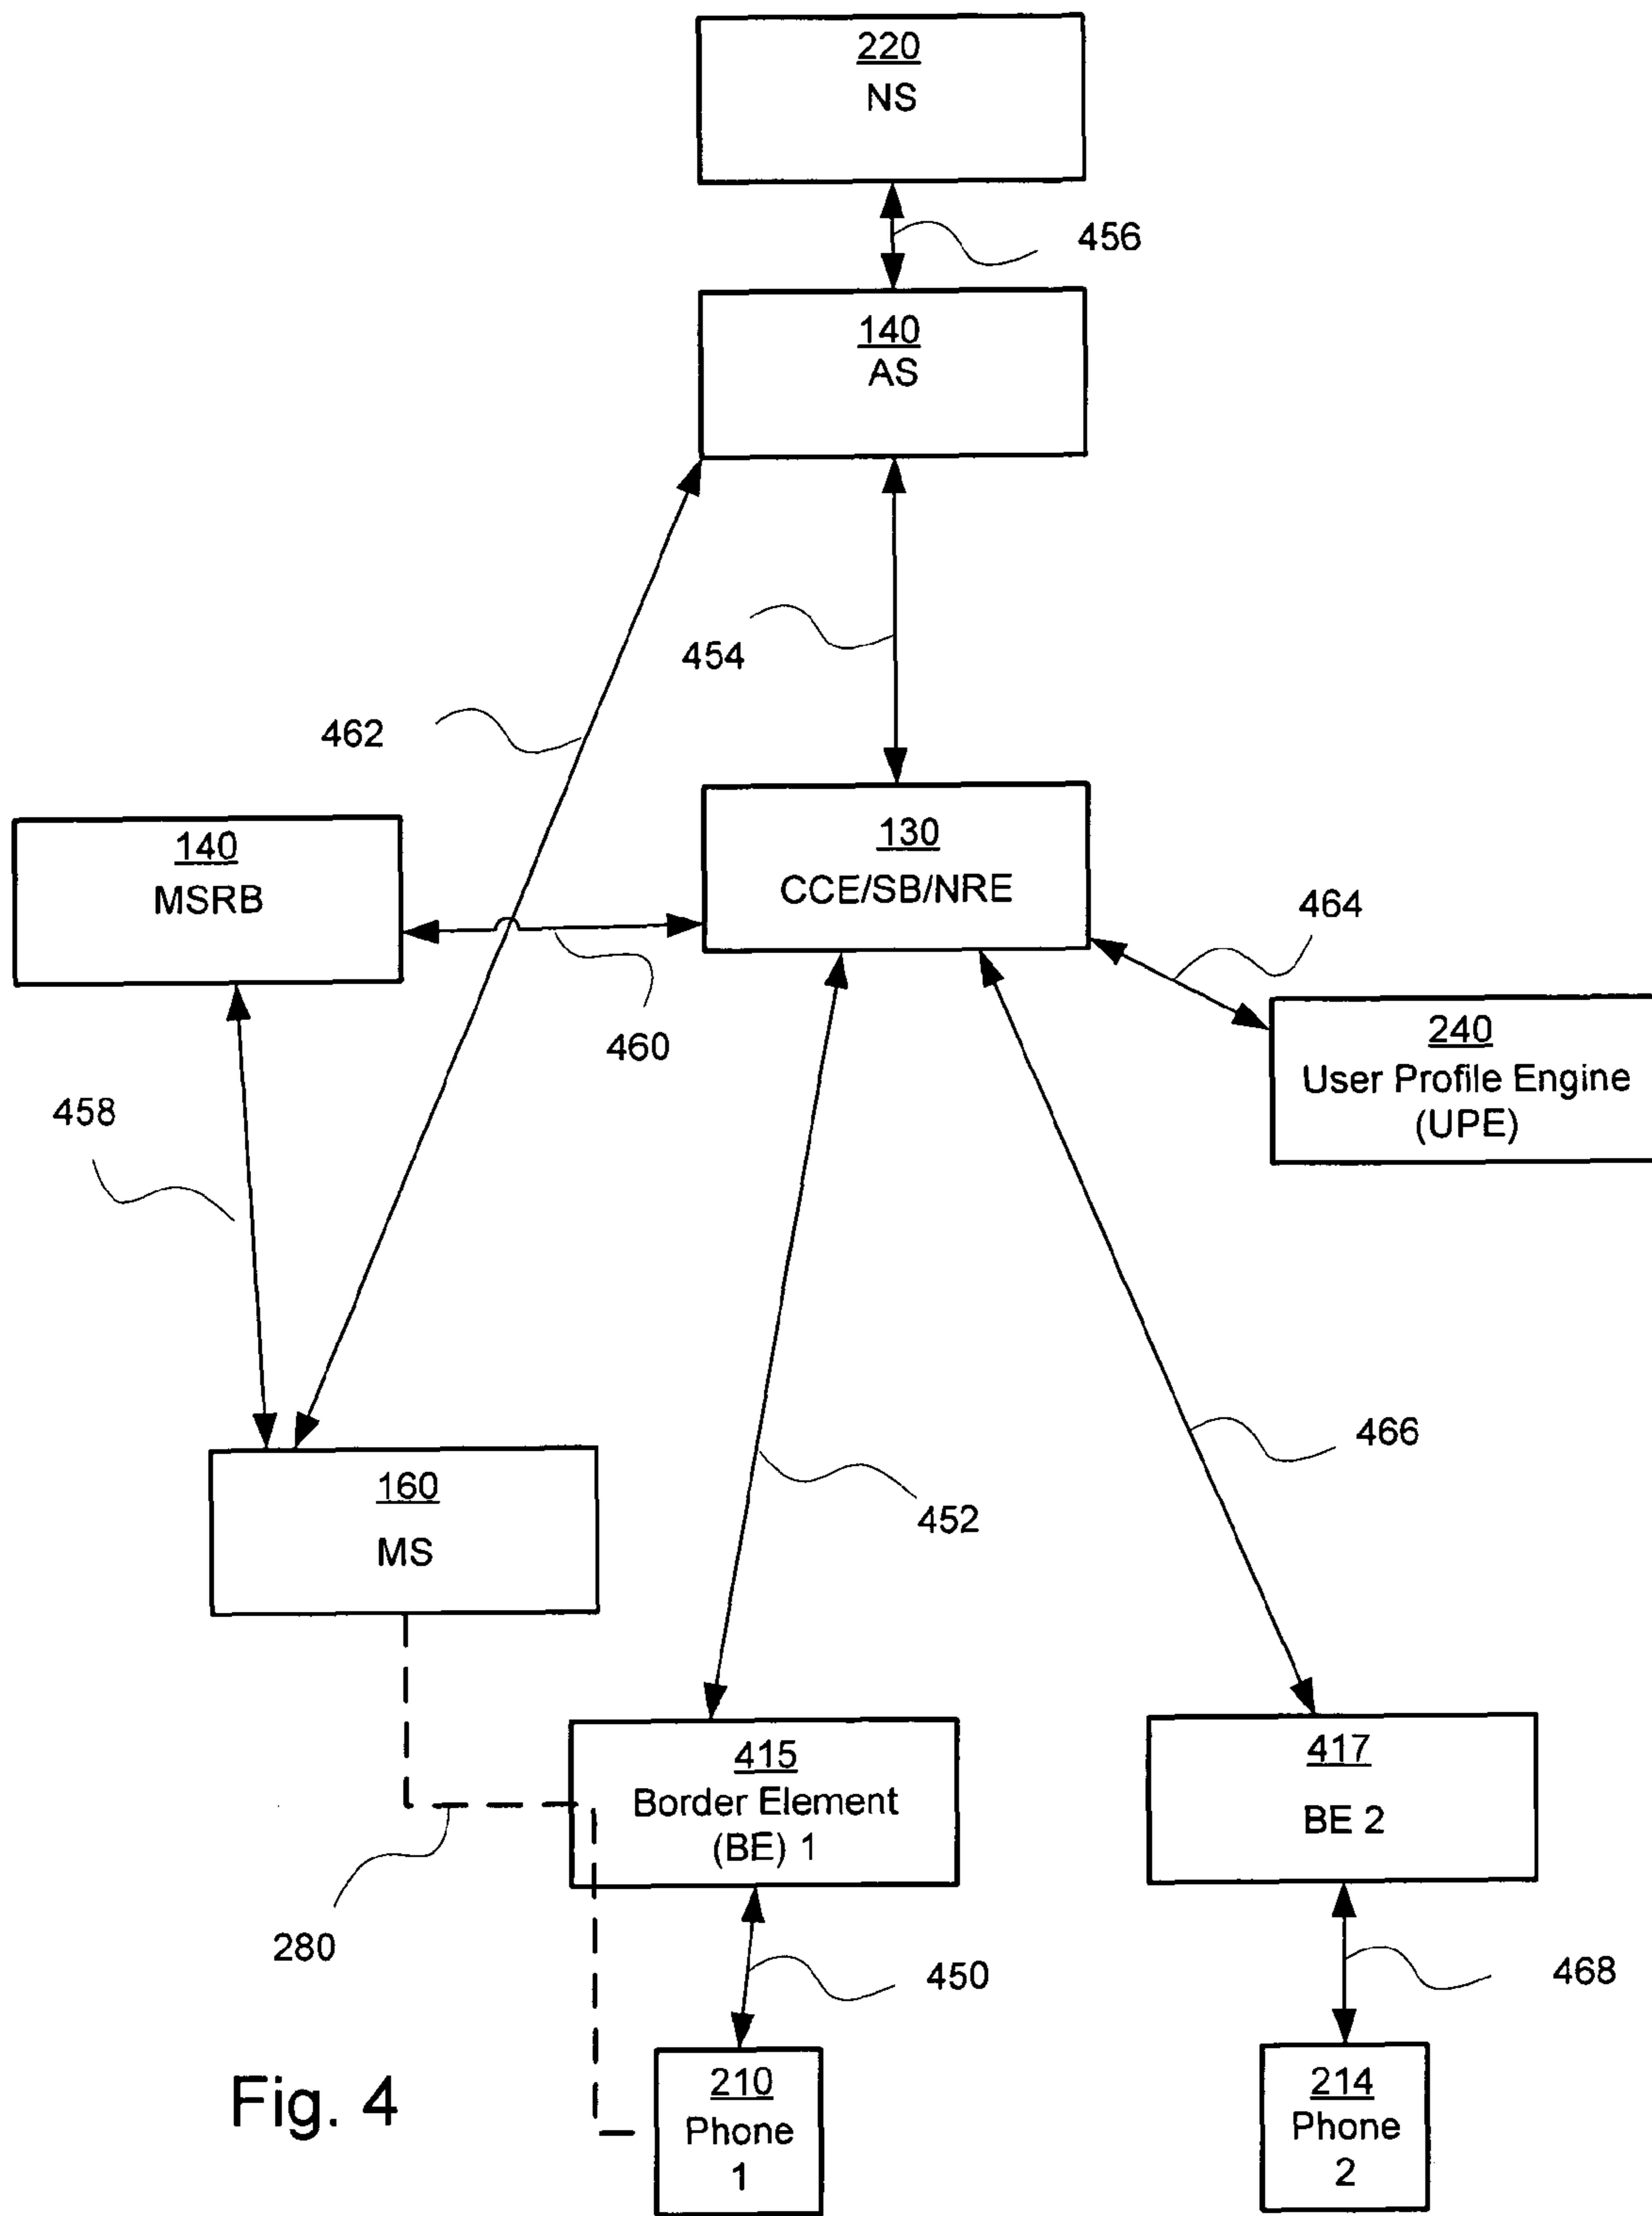 220
NS
456
140
AS
454
462
140
MSRB
130
CCE/SB/NRE
464
460
240
User Profile Engine
(UPE)
458
466
160
MS
452
415
Border Element
(BE) 1
417
BE 2
280
450
468
Fig. 4
210
Phone
1
214
Phone
2